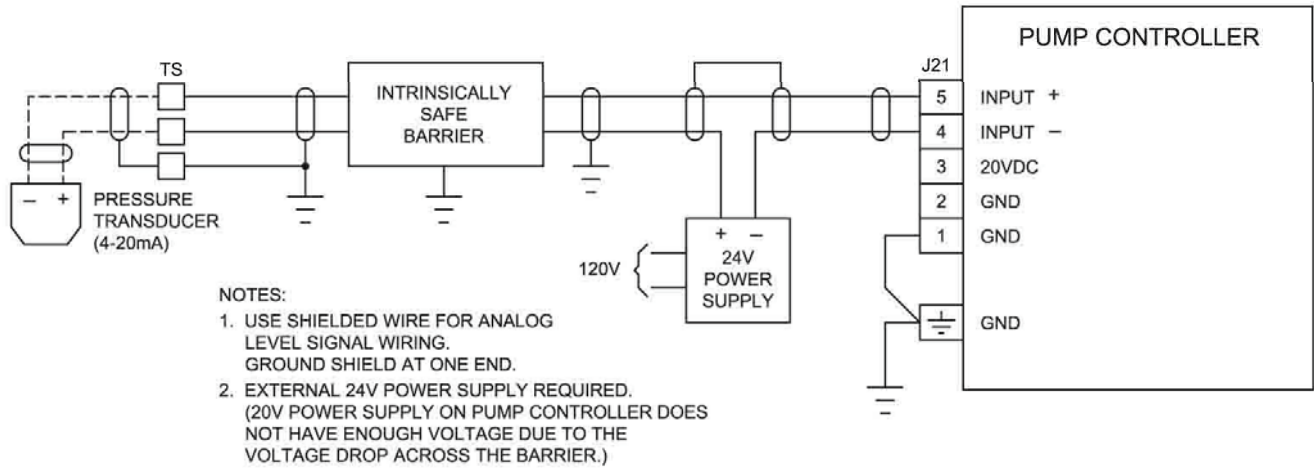 PUMP CONTROLLER
TS
J21
INTRINSICALLY
SAFE
BARRIER
5 INPUT +
4 INPUT –
3 20VDC
2 GND
1 GND
– +
PRESSURE
TRANSDUCER
(4-20mA)
+ –
24V
POWER
SUPPLY
120V
GND
NOTES:
1. USE SHIELDED WIRE FOR ANALOG
LEVEL SIGNAL WIRING.
GROUND SHIELD AT ONE END.
2. EXTERNAL 24V POWER SUPPLY REQUIRED.
(20V POWER SUPPLY ON PUMP CONTROLLER DOES
NOT HAVE ENOUGH VOLTAGE DUE TO THE
VOLTAGE DROP ACROSS THE BARRIER.)